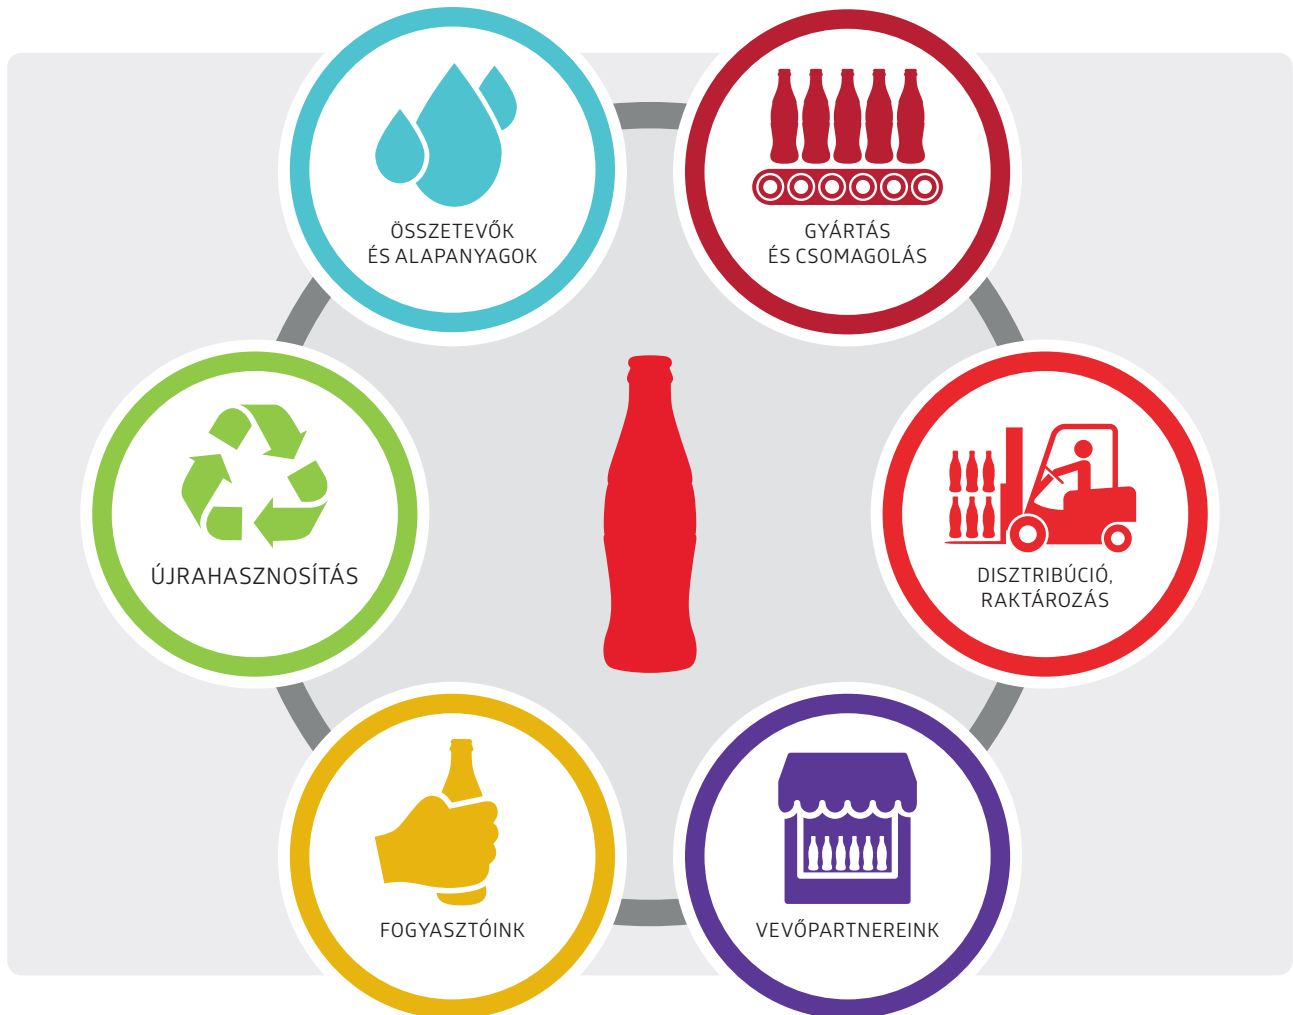 ÖSSZETEVŐK
ÉS ALAPANYAGOK
GYÁRTÁS
ÉS CSOMAGOLÁS
ÚJRAHASZNOSÍTÁS
DISZTRIBÚCIÓ,
RAKTÁROZÁS
FOGYASZTÓINK
VEVŐPARTNEREINK